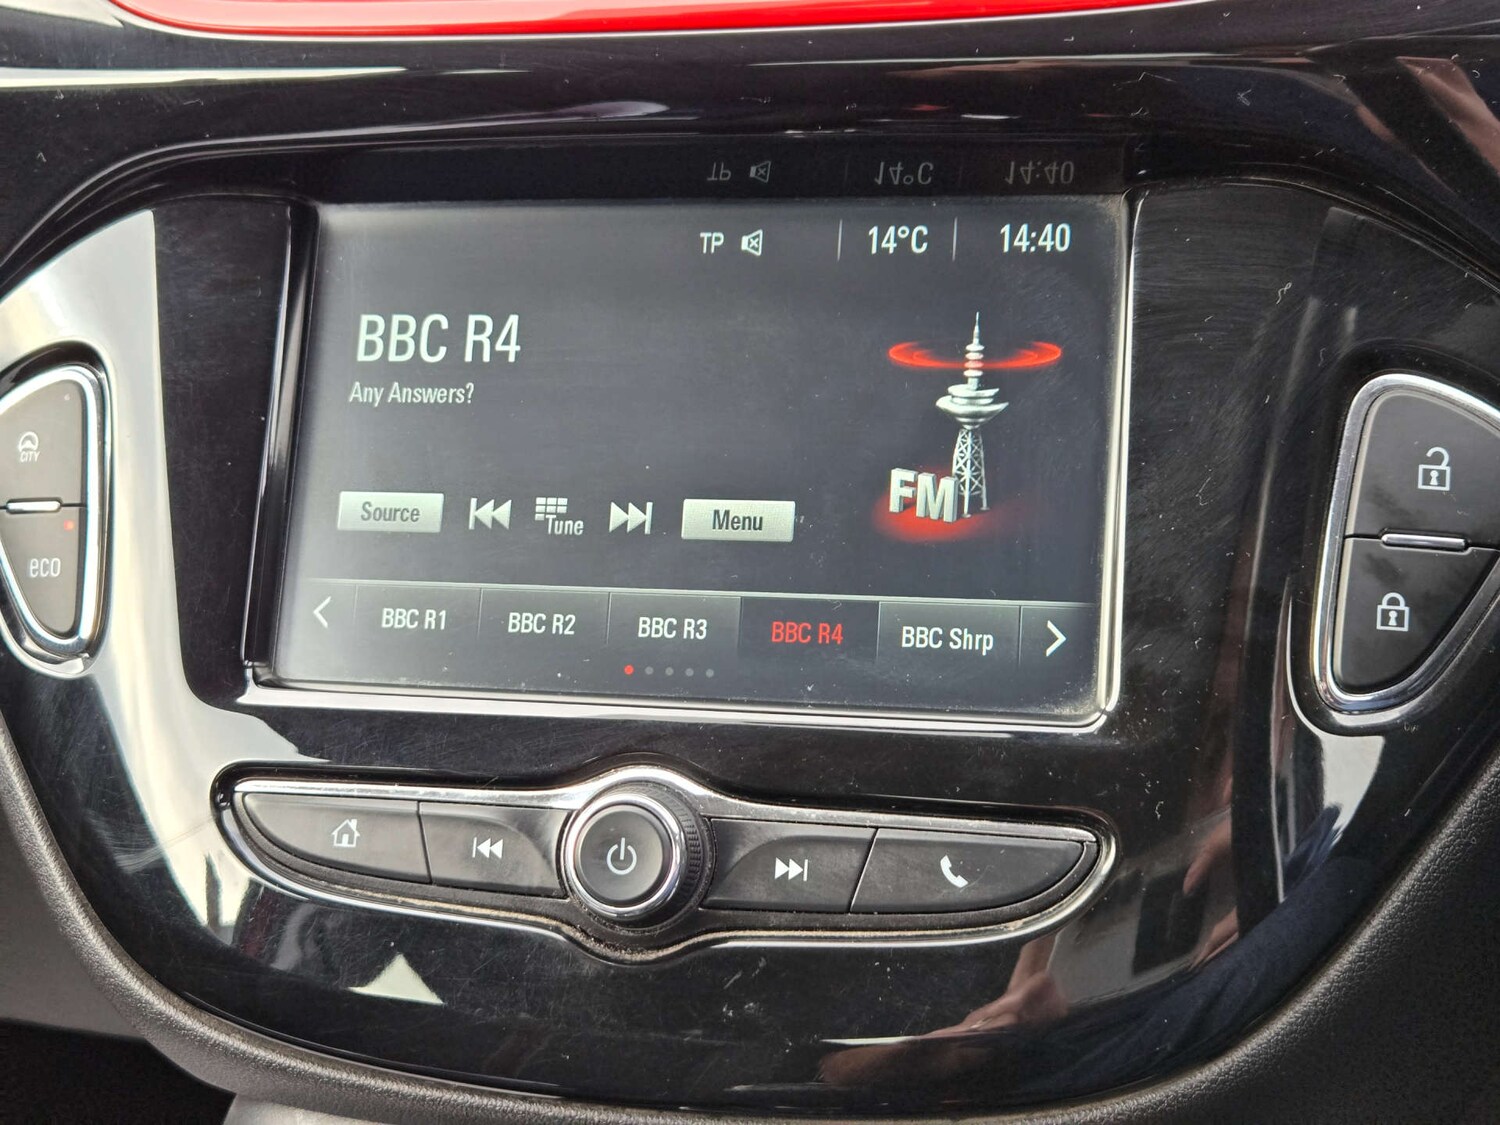 TP 14°C 14:40
BBC R4
Any Answers?
FM
Source Tune Menu
BBC R1 BBC R2 BBC R3 BBC R4 BBC Shrp
CITY
eco